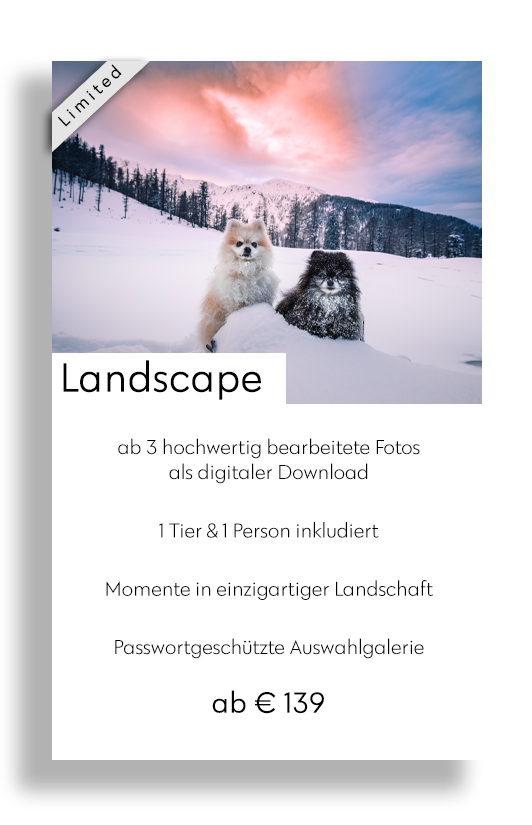 Limited
Landscape
ab 3 hochwertig bearbeitete Fotos
als digitaler Download
1 Tier & 1 Person inkludiert
Momente in einzigartiger Landschaft
Passwortgeschützte Auswahlgalerie
ab € 139